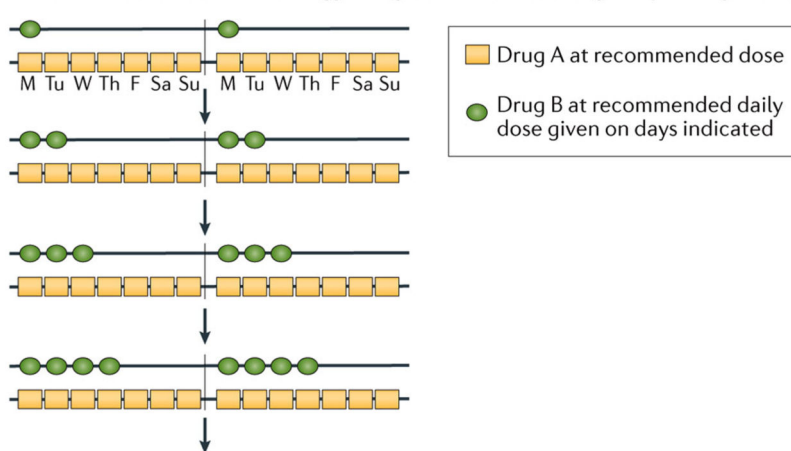 M Tu W Th F Sa Su M Tu W Th F Sa Su
Drug A at recommended dose
Drug B at recommended daily
dose given on days indicated